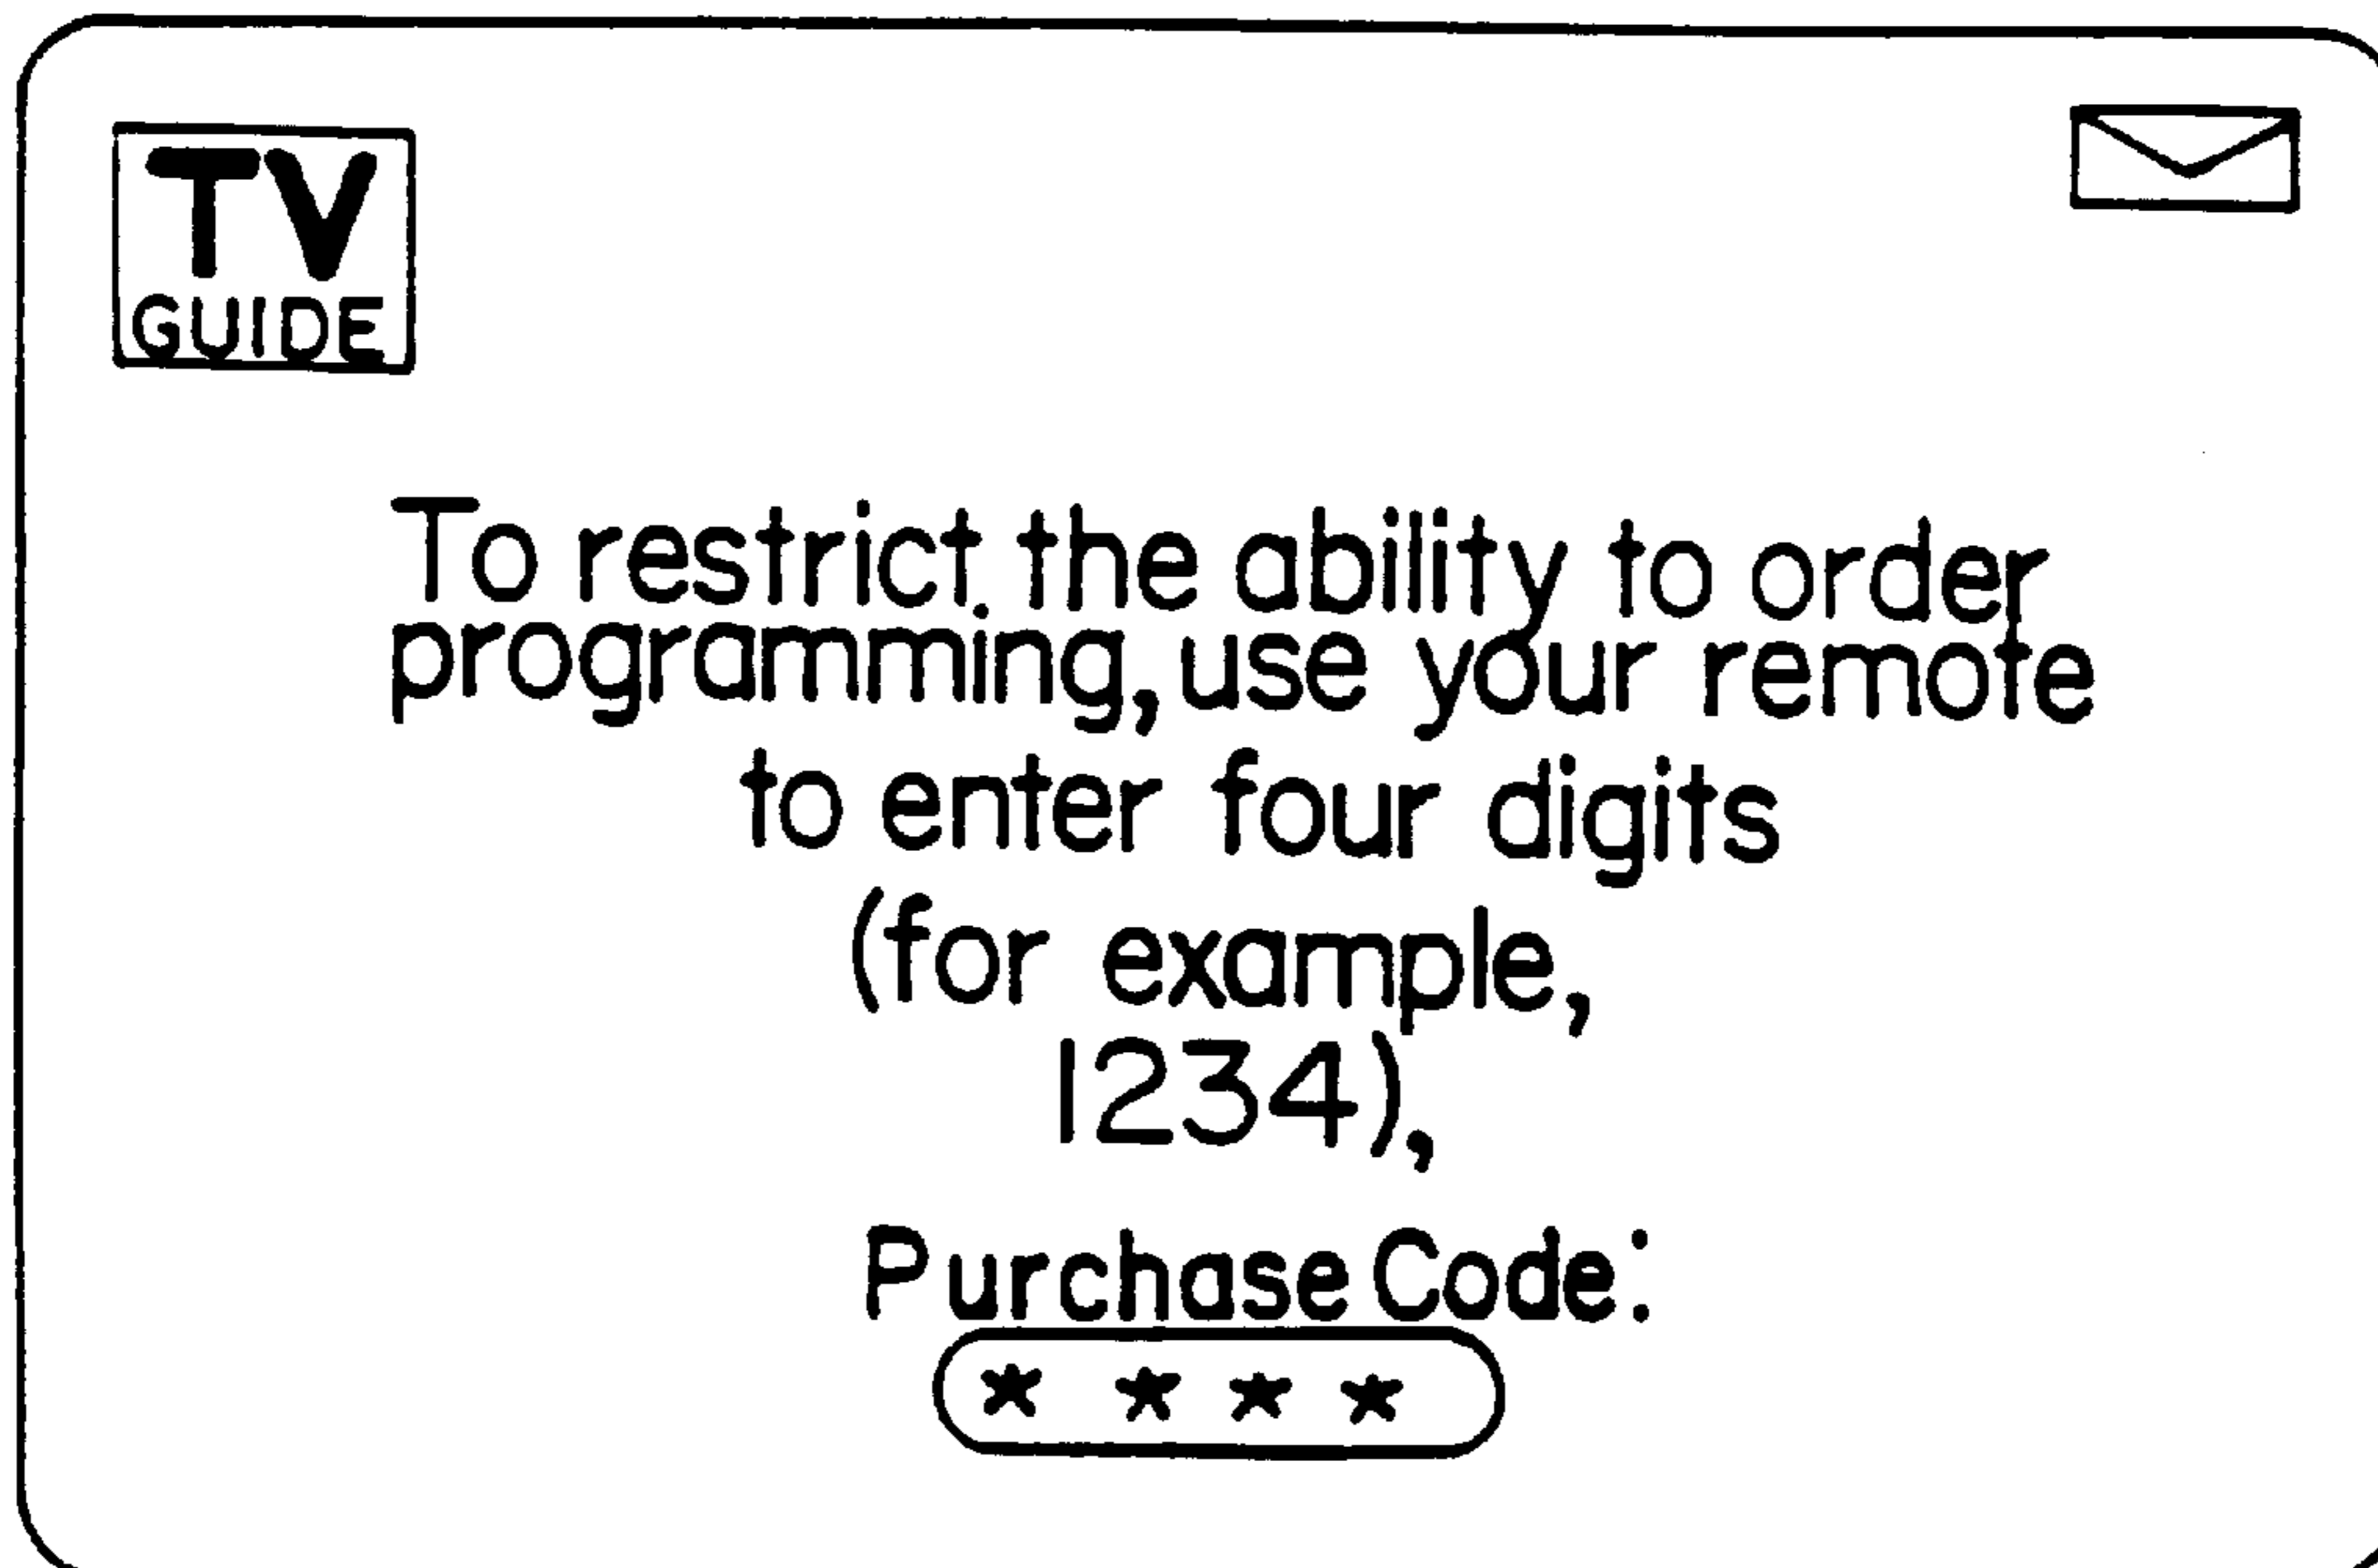 TV
GUIDE
To restrict the ability to order
programming, use your remote
to enter four digits
(for example,
1234),
Purchase Code:
* * * *